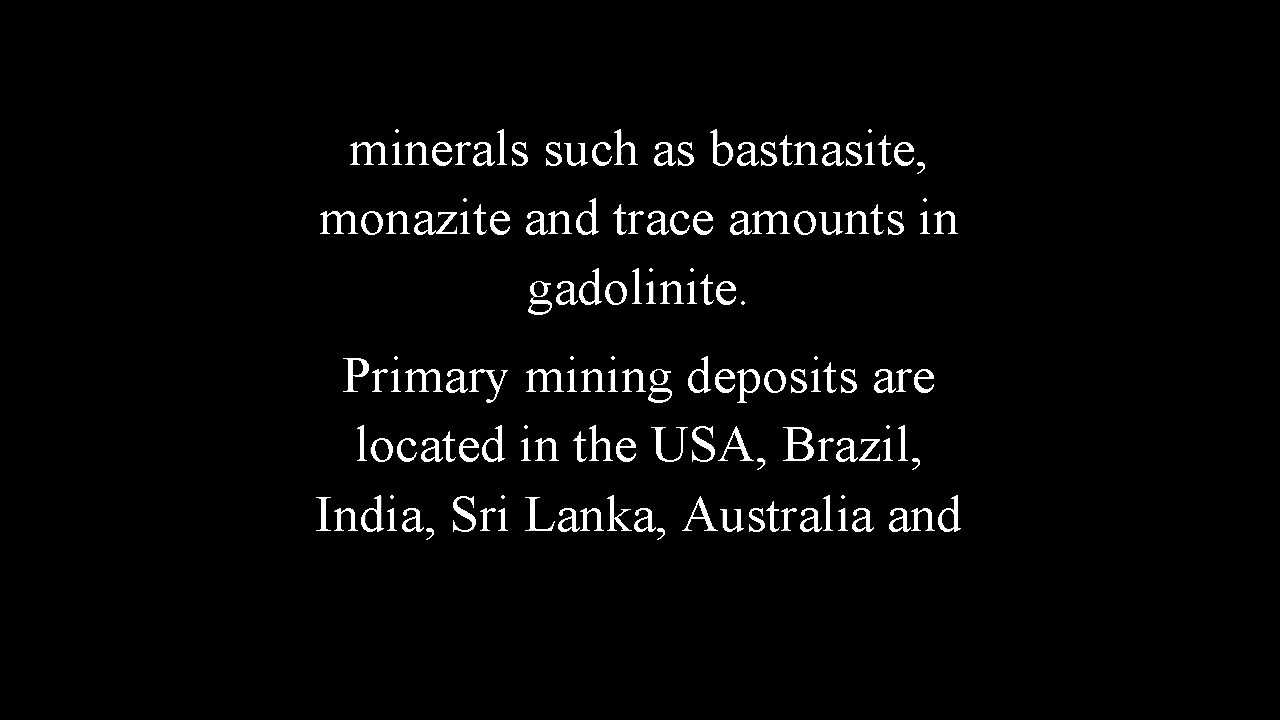 minerals such as bastnasite,
monazite and trace amounts in
gadolinite.
Primary mining deposits are
located in the USA, Brazil,
India, Sri Lanka, Australia and